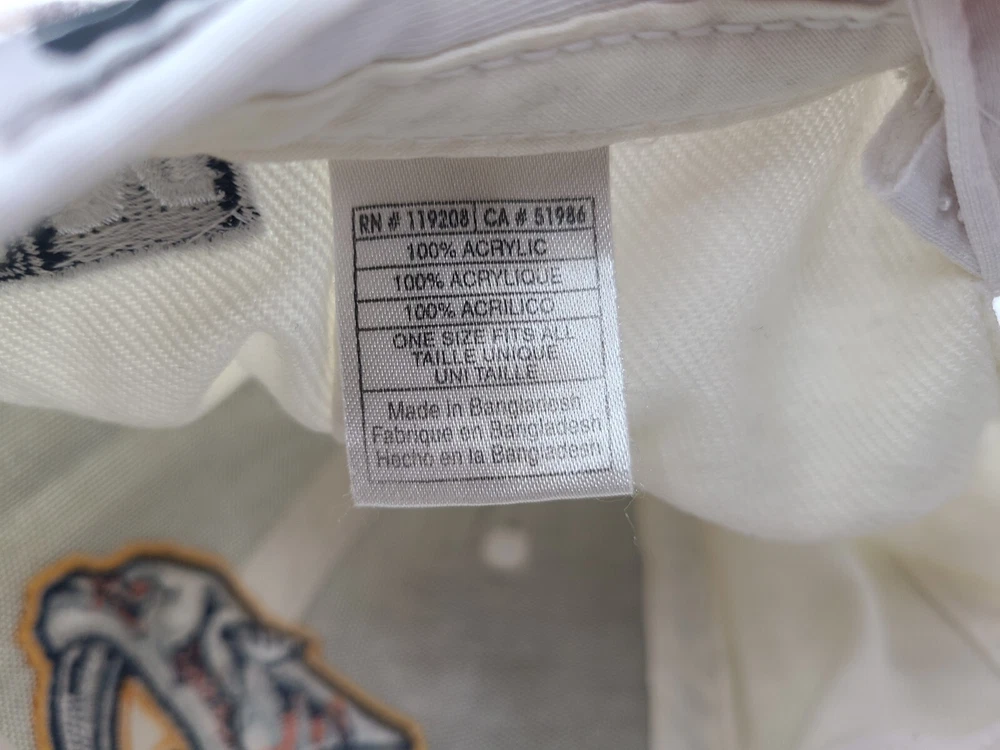 RN # 119208 CA # 51986
100% ACRYLIC
100% ACRYLIQUE
100% ACRILICO
ONE SIZE FITS ALL
TAILLE UNIQUE
UNI TAILLE
Made in Bangladesh
Fabriqué en Bangladesh
Hecho en la Bangladesh